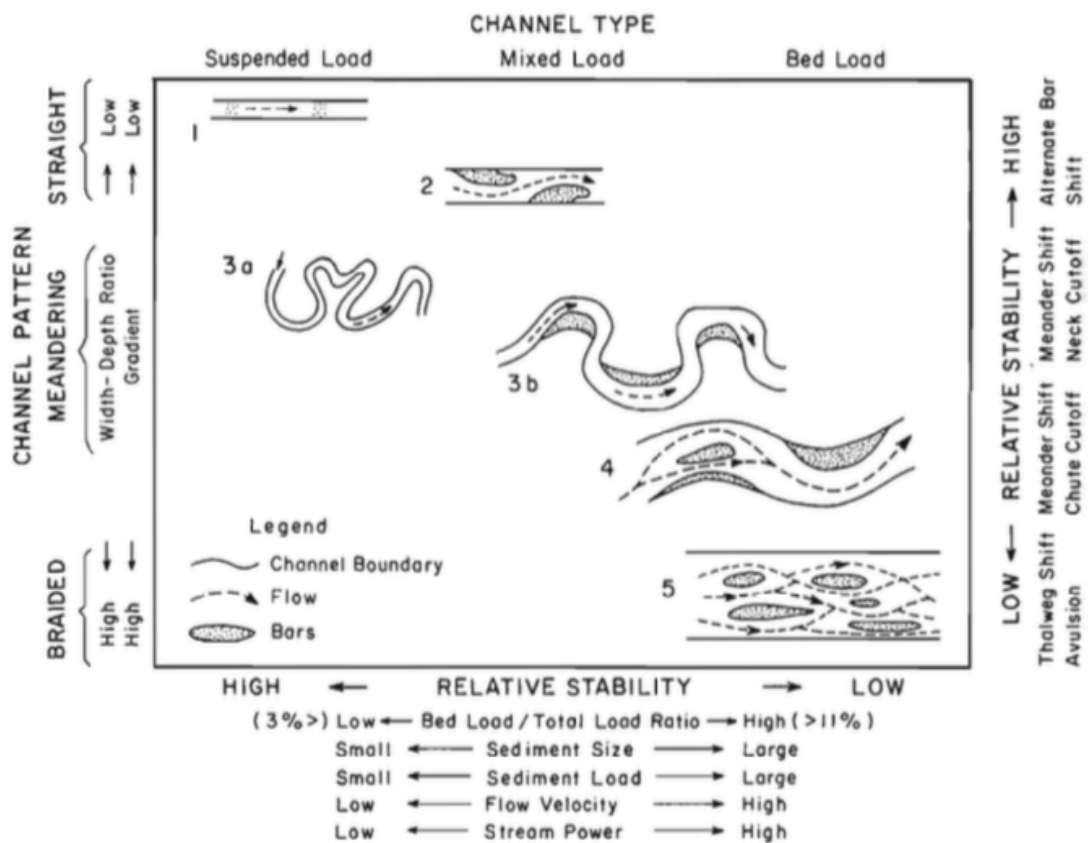 CHANNEL TYPE
Suspended Load Mixed Load Bed Load
CHANNEL PATTERN
STRAIGHT
MEANDERING
BRAIDED
Width-Depth Ratio
Gradient
Low
Low
High
High
1
2
3a
3b
4
5
Legend
Channel Boundary
Flow
Bars
LOW RELATIVE STABILITY HIGH
Alternate Bar
Shift
Meander Shift
Neck Cutoff
Meander Shift
Chute Cutoff
Thalweg Shift
Avulsion
HIGH RELATIVE STABILITY LOW
(3%>) Low Bed Load/Total Load Ratio High (>11%)
Small Sediment Size Large
Small Sediment Load Large
Low Flow Velocity High
Low Stream Power High